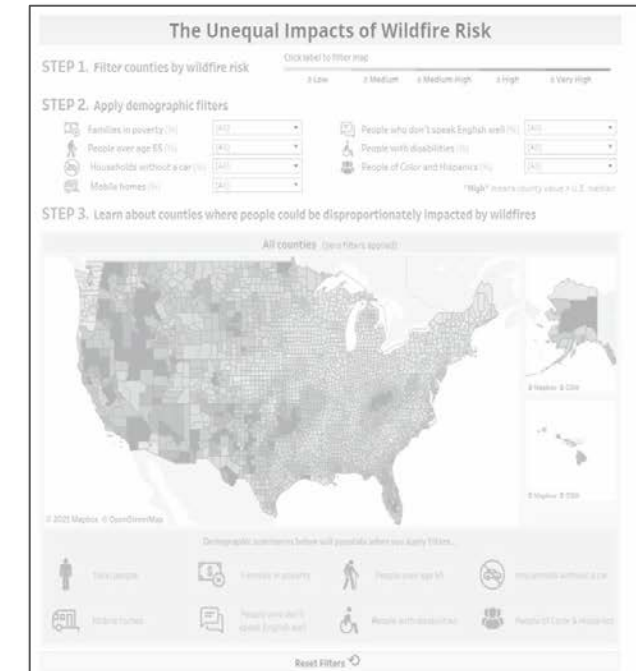 The Unequal Impacts of Wildfire Risk
STEP 1. Filter counties by wildfire risk
Click label to filter map
≥ Low ≥ Medium ≥ Medium High ≥ High ≥ Very High
STEP 2. Apply demographic filters
Families in poverty (%) (All)
People over age 65 (%) (All)
Households without a car (%) (All)
Mobile homes (%) (All)
People who don't speak English well (%) (All)
People with disabilities (%) (All)
People of Color and Hispanics (%) (All)
"High" means county value ≥ U.S. median
STEP 3. Learn about counties where people could be disproportionately impacted by wildfires
All counties (zero filters applied)
© Mapbox © OSM
© Mapbox © OSM
© 2023 Mapbox © OpenStreetMap
Demographic summaries below will populate when you apply filters.
Total people
Families in poverty
People over age 65
Households without a car
Mobile homes
People who don't
speak English well
People with disabilities
People of Color & Hispanics
Reset Filters